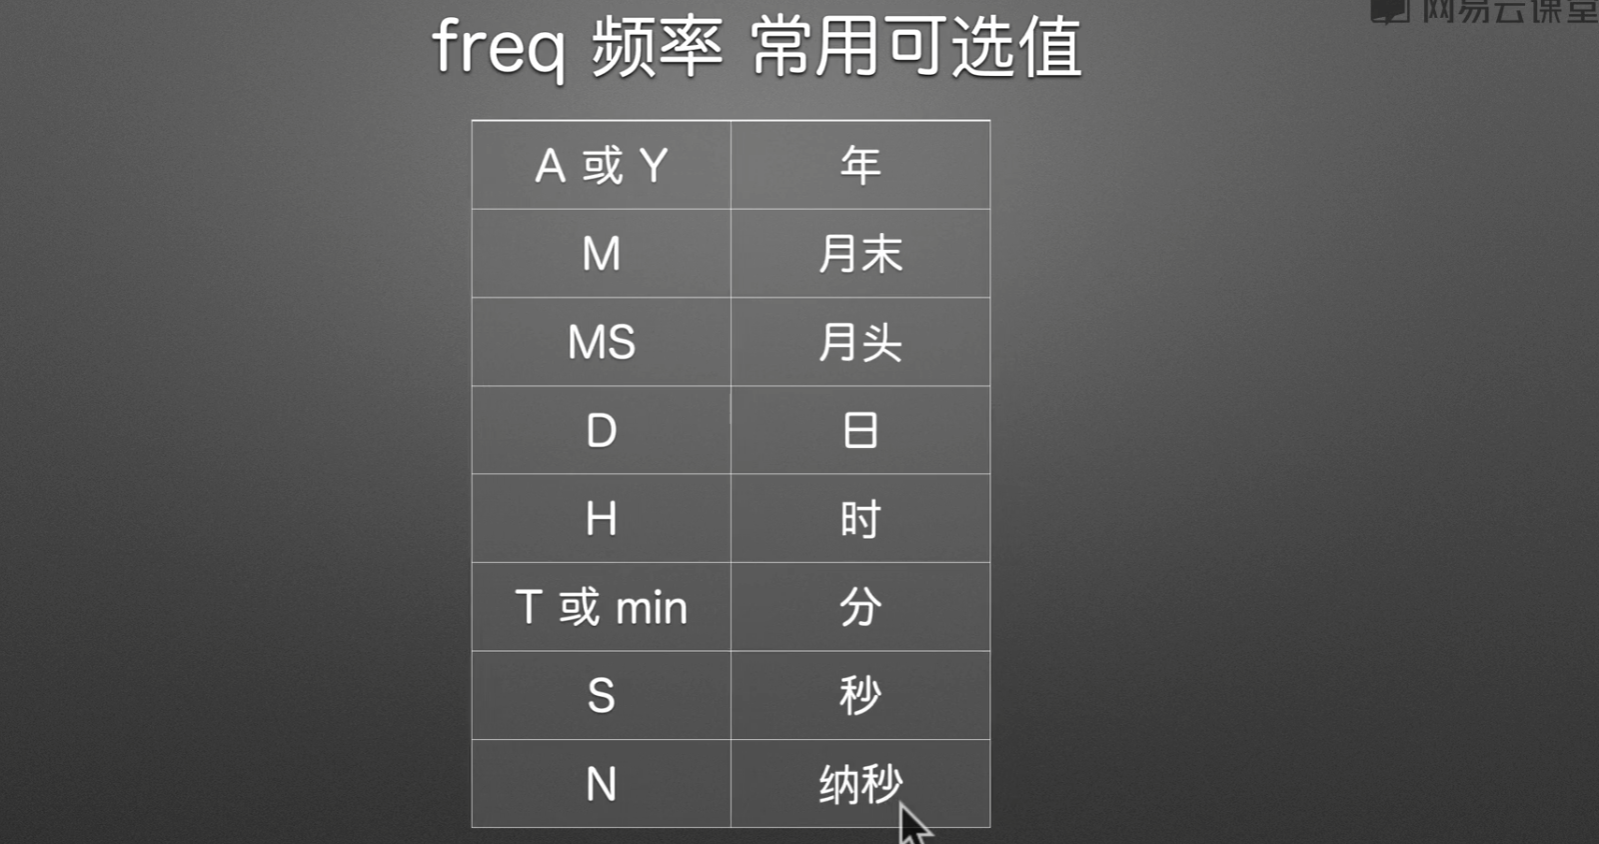 网易云课堂
freq 频率 常用可选值
A 或 Y 年
M 月末
MS 月头
D 日
H 时
T 或 min 分
S 秒
N 纳秒